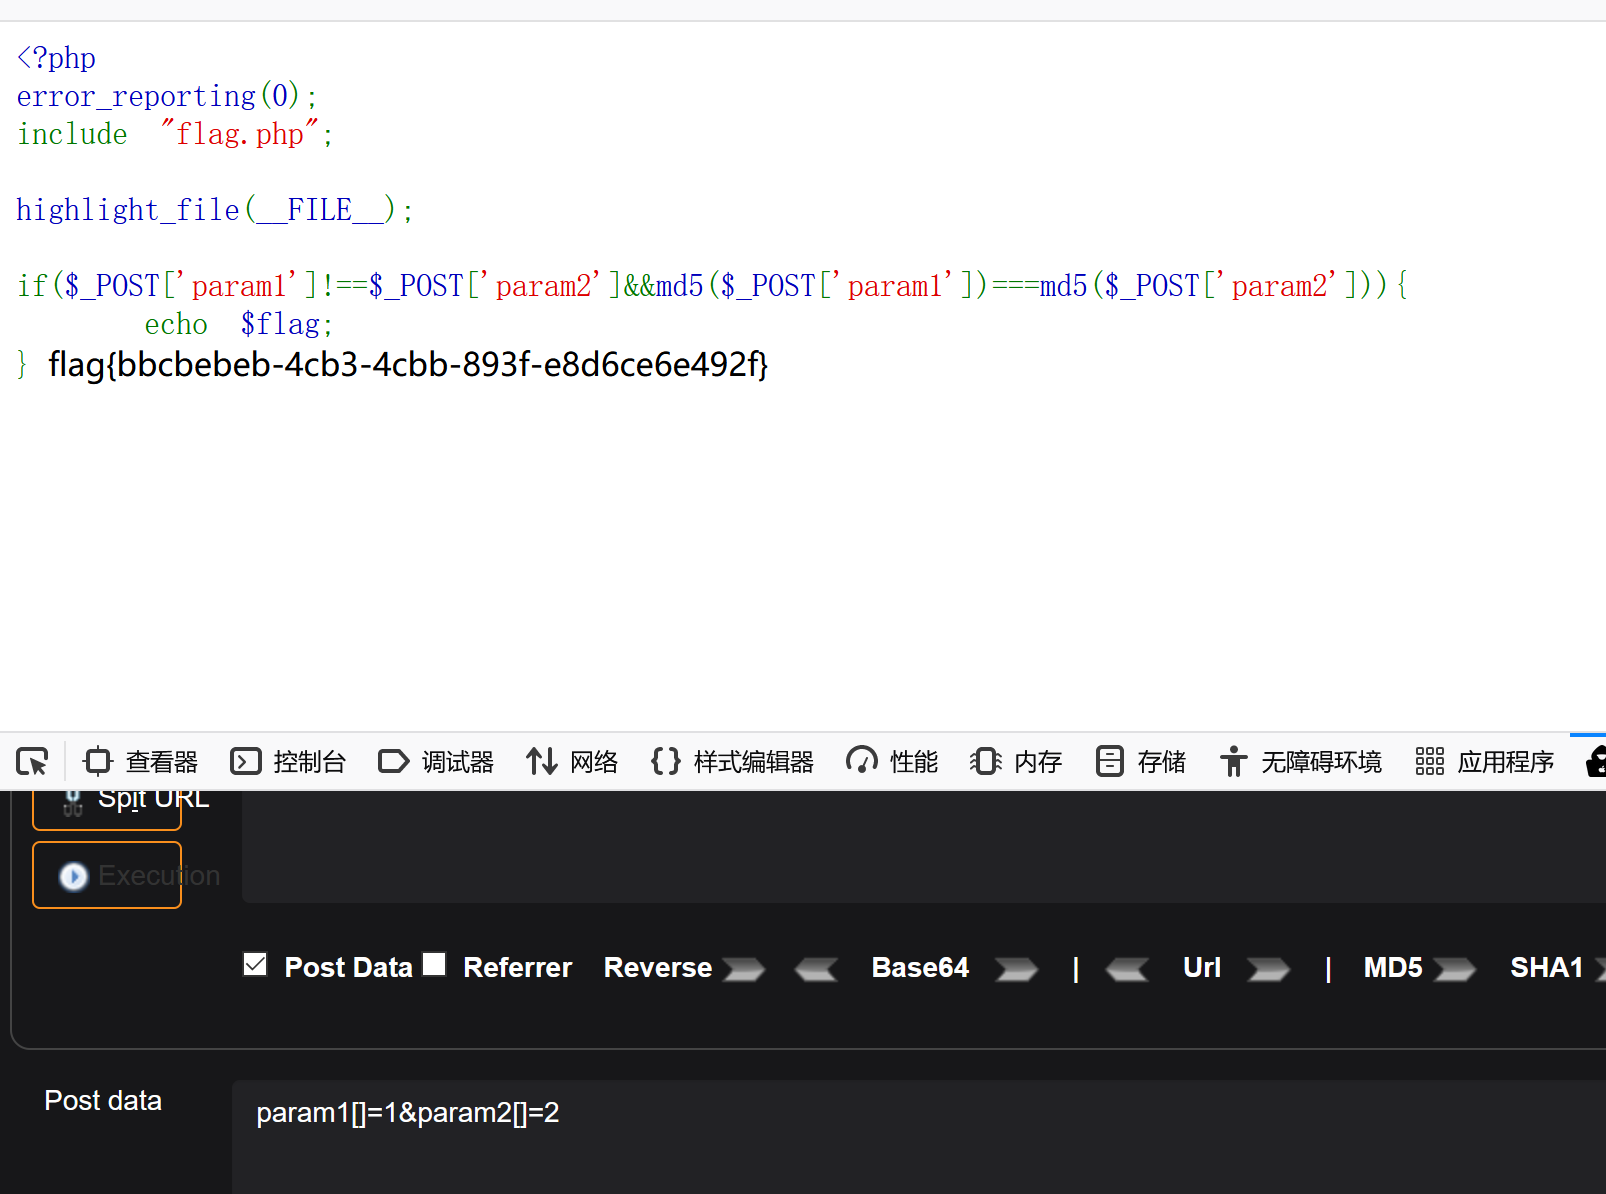 <?php
error_reporting(0);
include  "flag.php";
highlight_file(__FILE__);
if($_POST['param1']!==$_POST['param2']&&md5($_POST['param1'])===md5($_POST['param2'])){
echo  $flag;
} flag{bbcbebeb-4cb3-4cbb-893f-e8d6ce6e492f}
查看器 控制台 调试器 网络 {} 样式编辑器 性能 内存 存储 无障碍环境 应用程序
Spit URL
Execution
Post Data Referrer Reverse Base64 | Url | MD5 SHA1
Post data
param1[]=1&param2[]=2